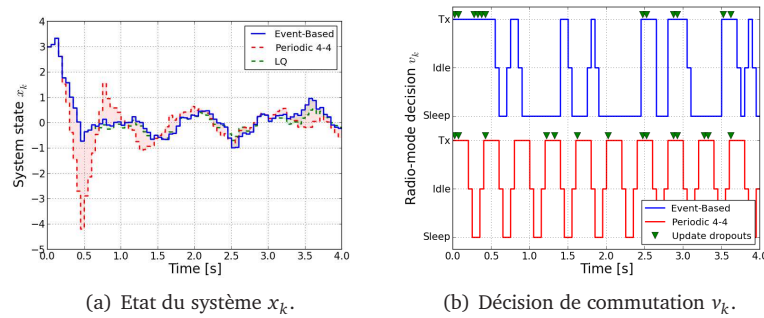 Event-Based
Periodic 4-4
LQ
System state x_k
4
3
2
1
0
−1
−2
−3
−4
−5
0.0 0.5 1.0 1.5 2.0 2.5 3.0 3.5 4.0
Time [s]
(a) Etat du système x_k.
Radio-mode decision v_k
Tx
Idle
Sleep
Tx
Idle
Sleep
Event-Based
Periodic 4-4
Update dropouts
0.0 0.5 1.0 1.5 2.0 2.5 3.0 3.5 4.0
Time [s]
(b) Décision de commutation v_k.